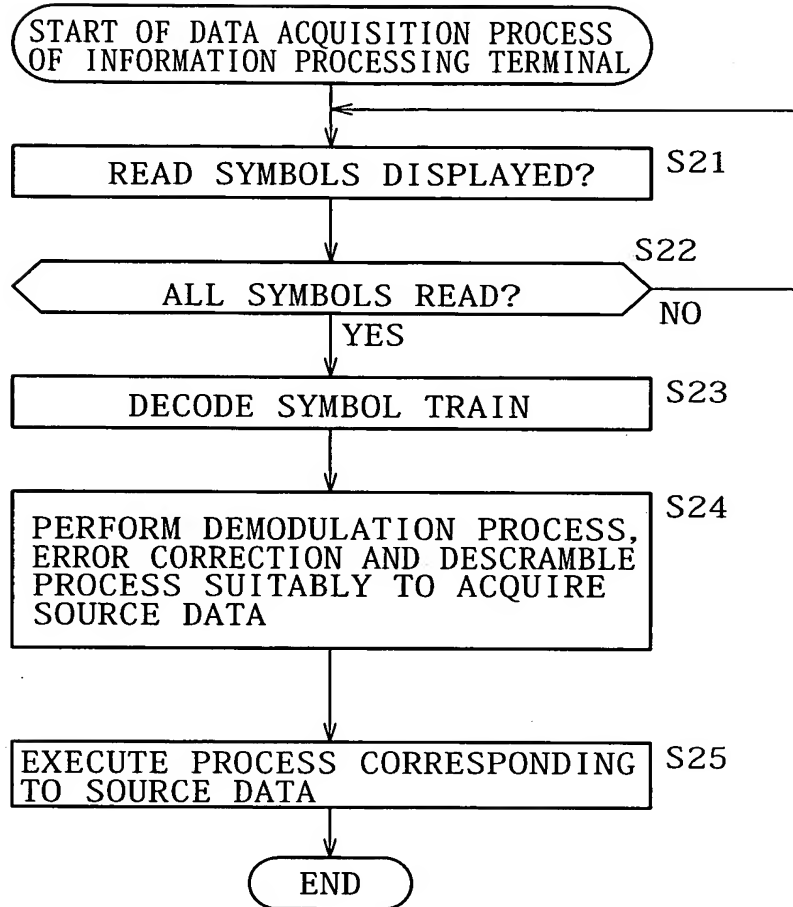 START OF DATA ACQUISITION PROCESS
OF INFORMATION PROCESSING TERMINAL
READ SYMBOLS DISPLAYED?
S21
S22
ALL SYMBOLS READ?
NO
YES
DECODE SYMBOL TRAIN
S23
S24
PERFORM DEMODULATION PROCESS,
ERROR CORRECTION AND DESCRAMBLE
PROCESS SUITABLY TO ACQUIRE
SOURCE DATA
EXECUTE PROCESS CORRESPONDING
TO SOURCE DATA
S25
END